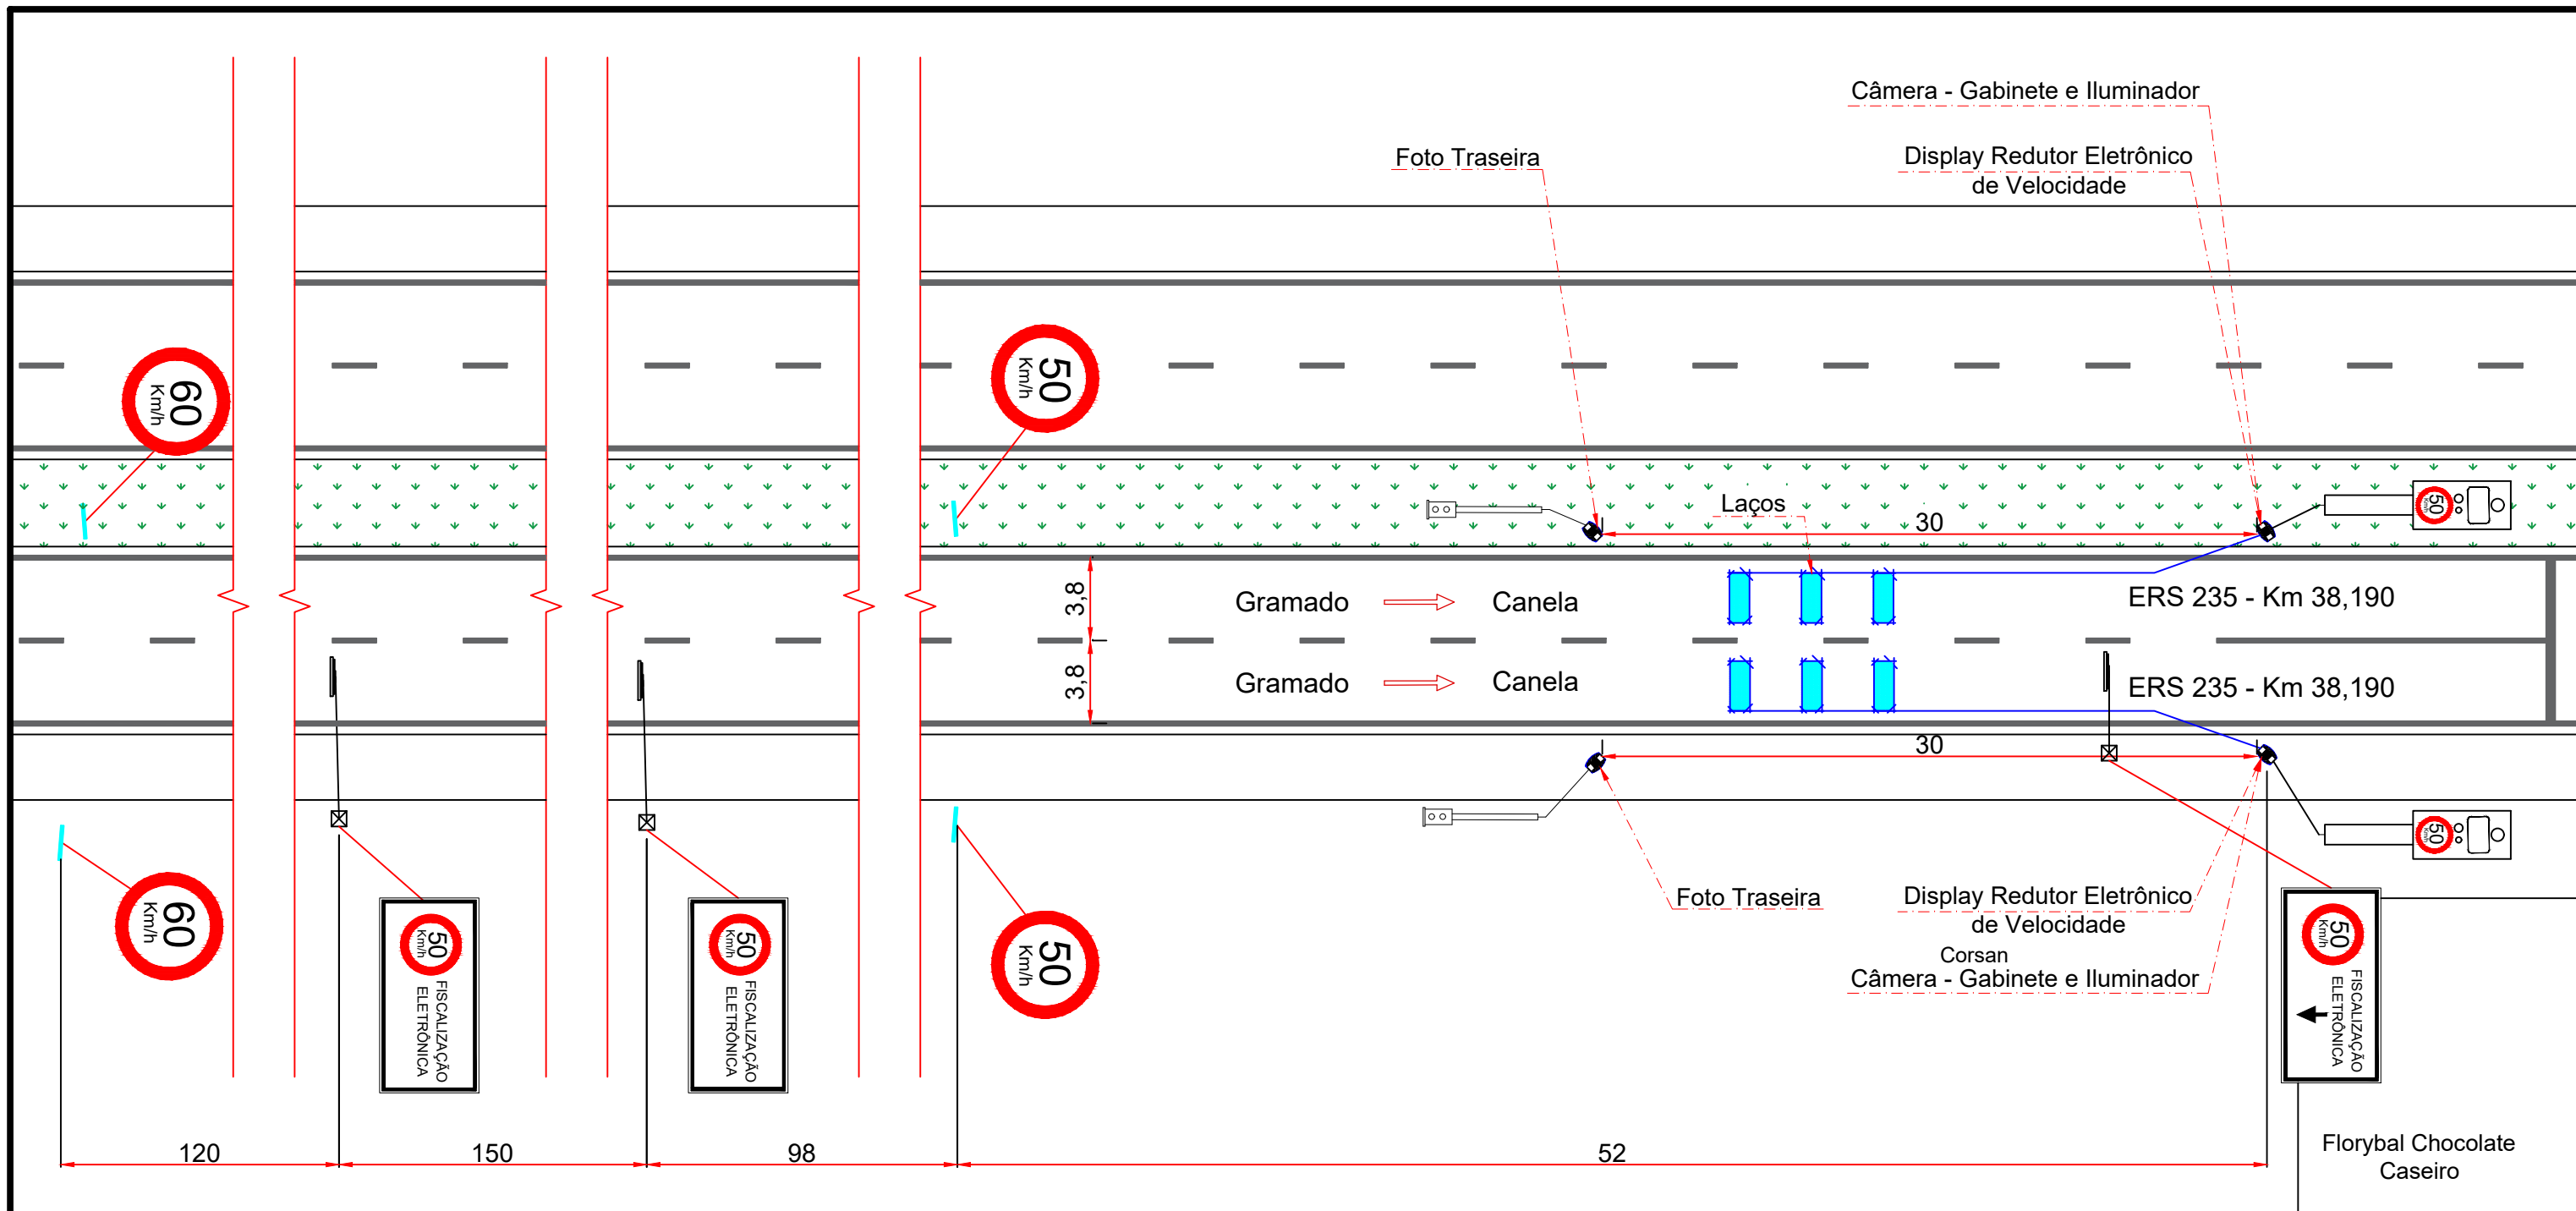 Câmera - Gabinete e Iluminador
Foto Traseira
Display Redutor Eletrônico
de Velocidade
60
Km/h
50
Km/h
Laços
30
50
Km/h
3,8
Gramado
Canela
ERS 235 - Km 38,190
3,8
Gramado
Canela
ERS 235 - Km 38,190
30
50
Km/h
60
Km/h
50
Km/h
FISCALIZAÇÃO
ELETRÔNICA
50
Km/h
FISCALIZAÇÃO
ELETRÔNICA
50
Km/h
Foto Traseira
Display Redutor Eletrônico
de Velocidade
Corsan
Câmera - Gabinete e Iluminador
50
Km/h
FISCALIZAÇÃO
ELETRÔNICA
120
150
98
52
Florybal Chocolate
Caseiro